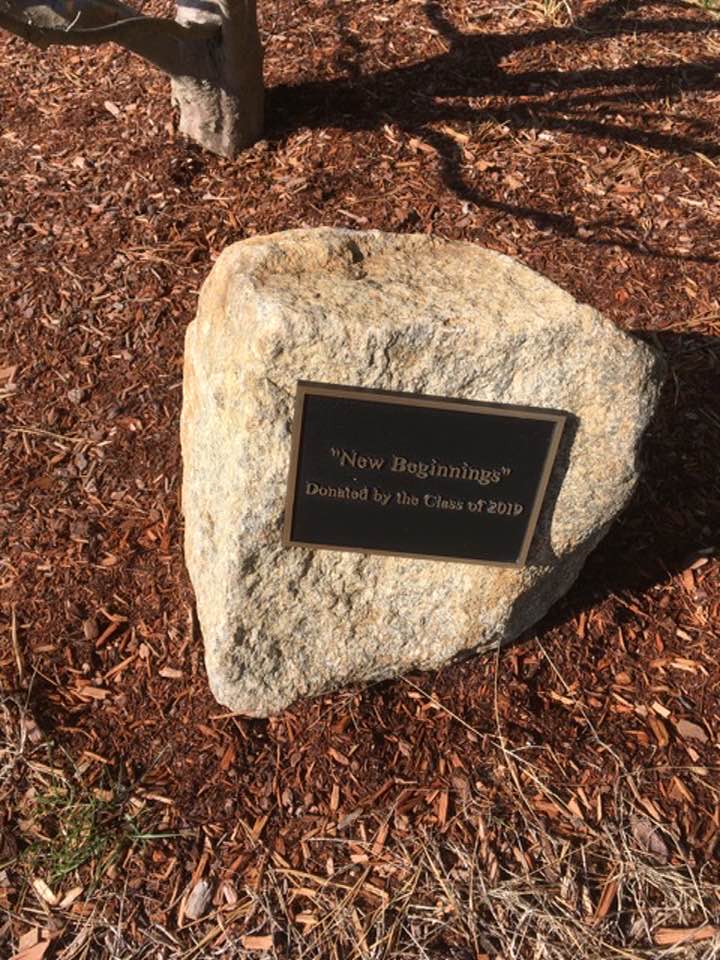 "New Beginnings"
Donated by the Class of 2019